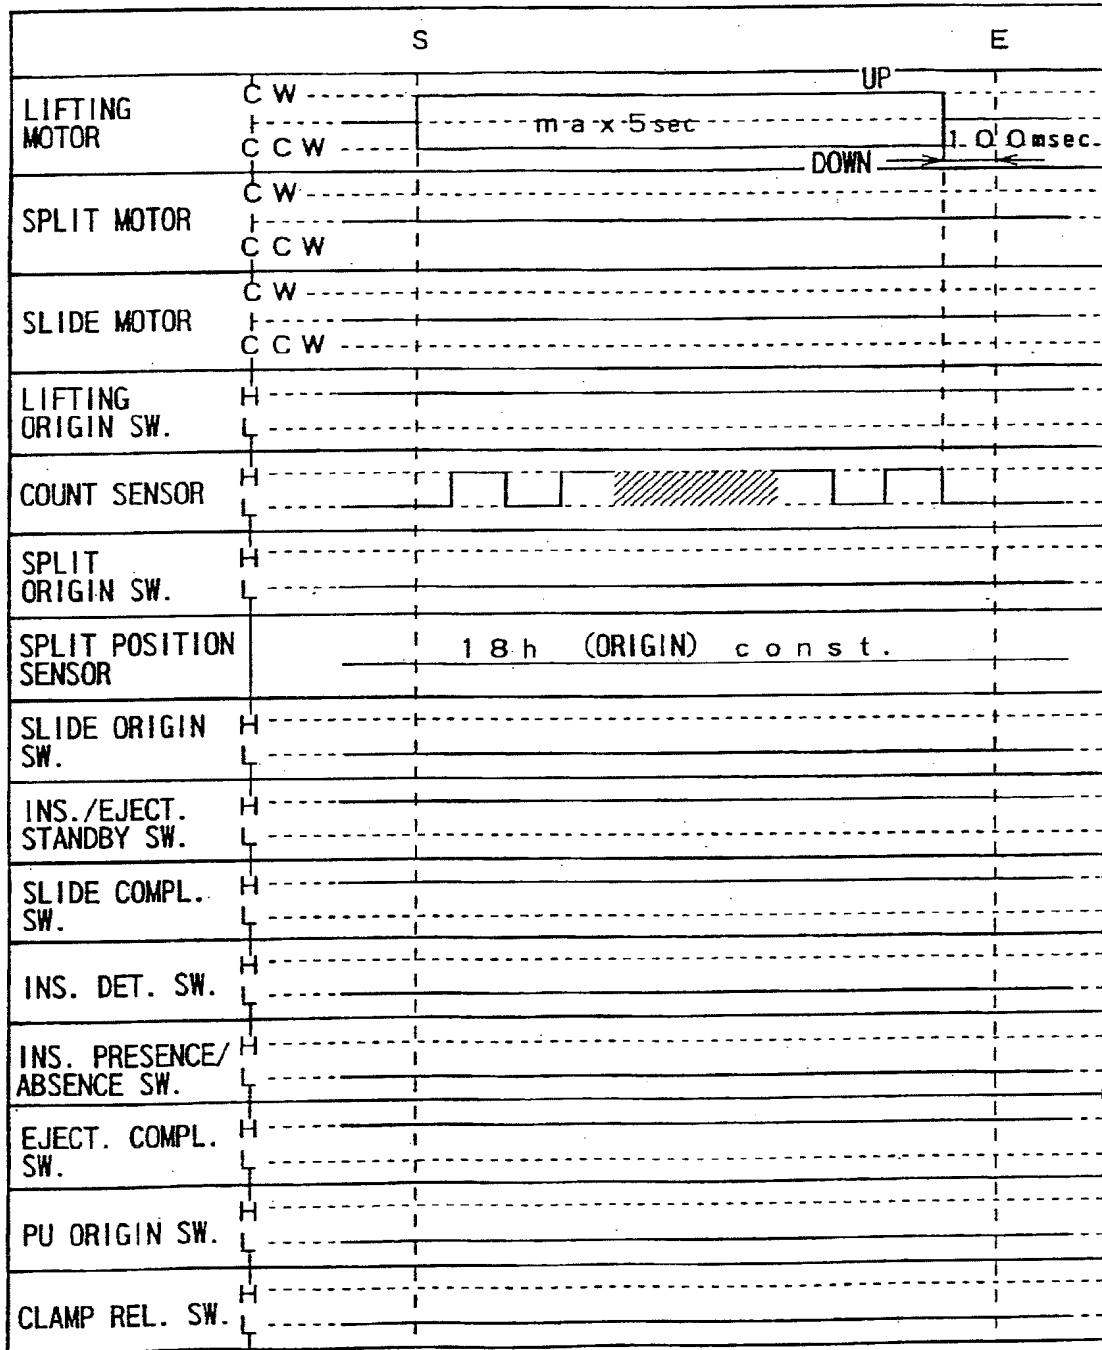 S E
LIFTING
MOTOR
CW
CCW
UP
max 5sec
DOWN
100msec.
SPLIT MOTOR
CW
CCW
SLIDE MOTOR
CW
CCW
LIFTING
ORIGIN SW.
H
L
COUNT SENSOR
H
L
SPLIT
ORIGIN SW.
H
L
SPLIT POSITION
SENSOR
18h (ORIGIN) const.
SLIDE ORIGIN
SW.
H
L
INS./EJECT.
STANDBY SW.
H
L
SLIDE COMPL.
SW.
H
L
INS. DET. SW.
H
L
INS. PRESENCE/
ABSENCE SW.
H
L
EJECT. COMPL.
SW.
H
L
PU ORIGIN SW.
H
L
CLAMP REL. SW.
H
L